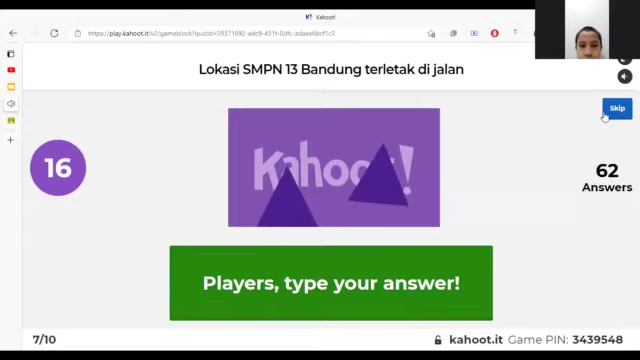 Kahoot!
https://play.kahoot.it/v2/gameblock?quizId=09371692-edc9-431f-8dfc-adaee6bcf1c3
Lokasi SMPN 13 Bandung terletak di jalan
Skip
16
Kahoot!
62
Answers
Players, type your answer!
7/10
kahoot.it Game PIN: 3439548